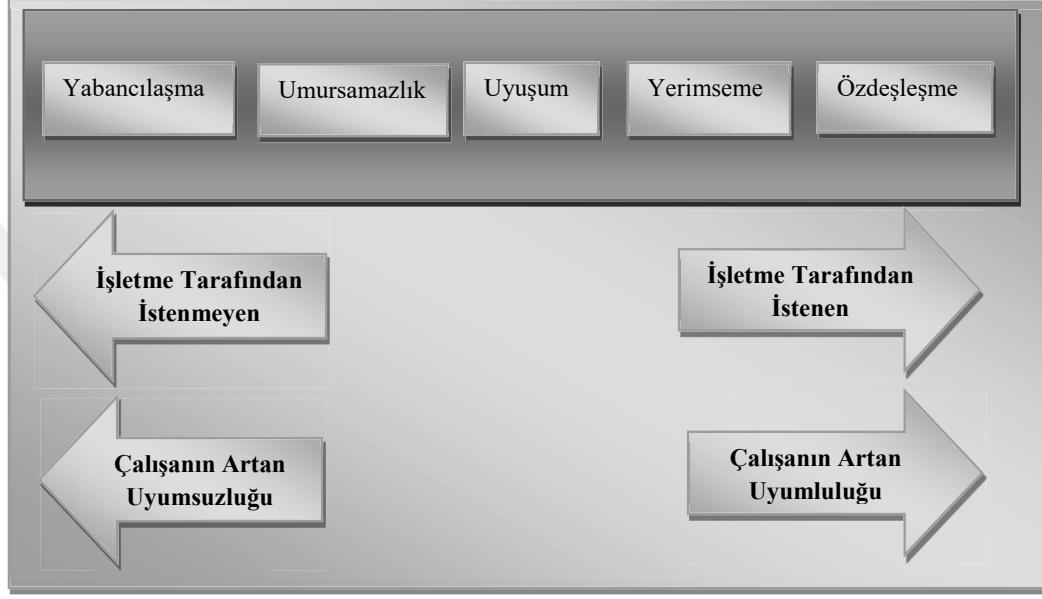 Yabancılaşma
Umursamazlık
Uyuşum
Yerimseme
Özdeşleşme
İşletme Tarafından
İstenmeyen
İşletme Tarafından
İstenen
Çalışanın Artan
Uyumsuzluğu
Çalışanın Artan
Uyumluluğu